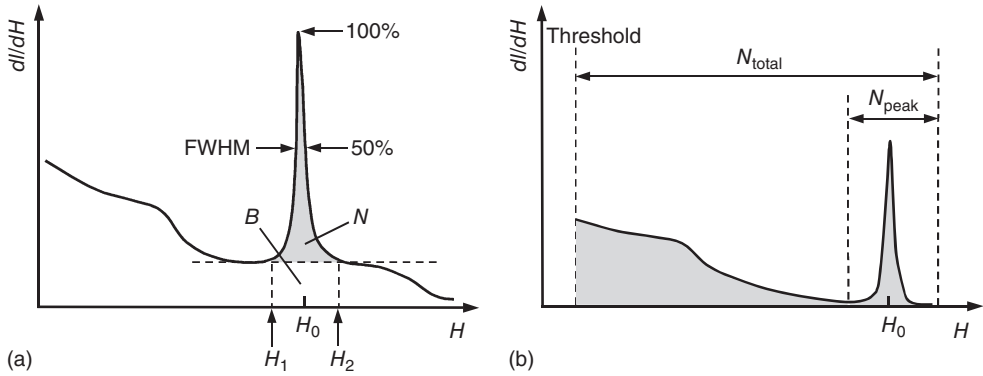 dI/dH
100%
FWHM
50%
B
N
H₀
H
H₁
H₂
(a)
dI/dH
Threshold
Nₜₒₜₐₗ
Nₚₑₐₖ
H₀
H
(b)